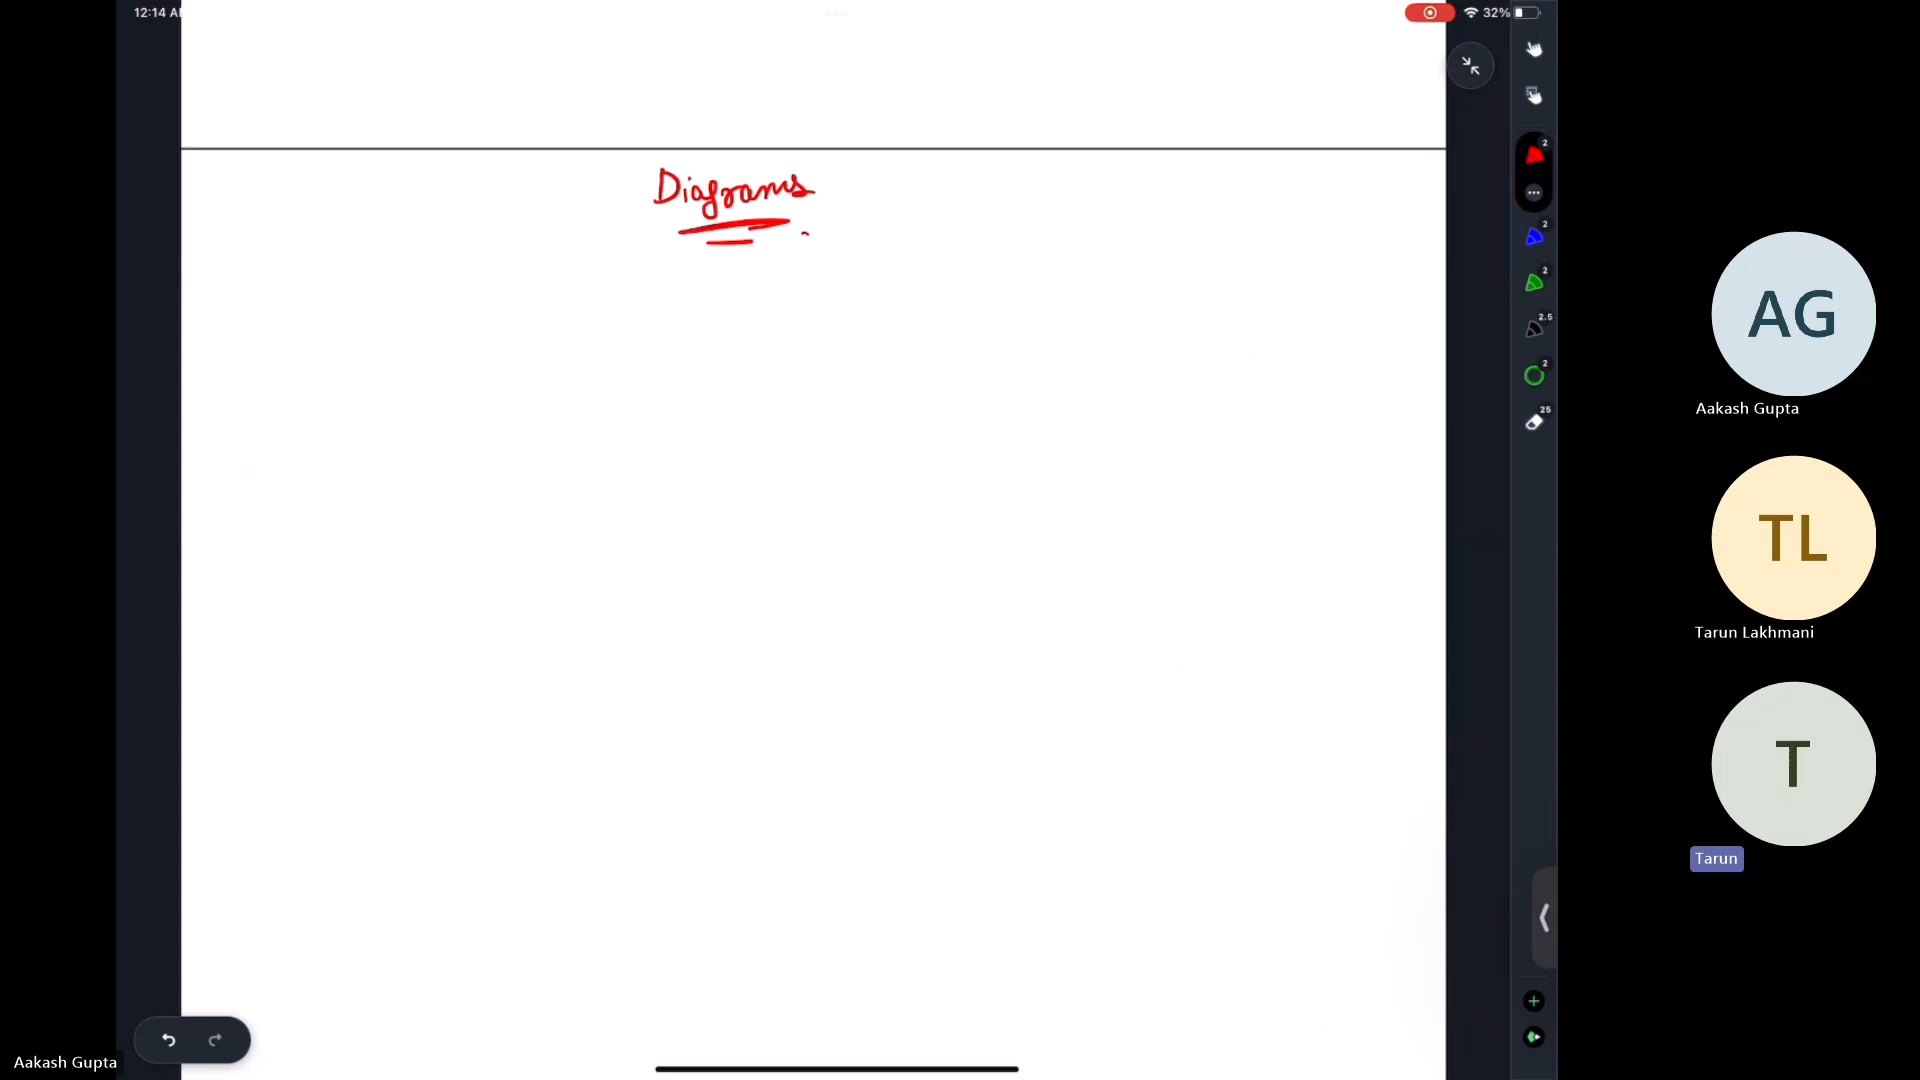 12:14 A
32%
Diagrams
2
2
2
2.5
2
25
AG
Aakash Gupta
TL
Tarun Lakhmani
T
Tarun
Aakash Gupta